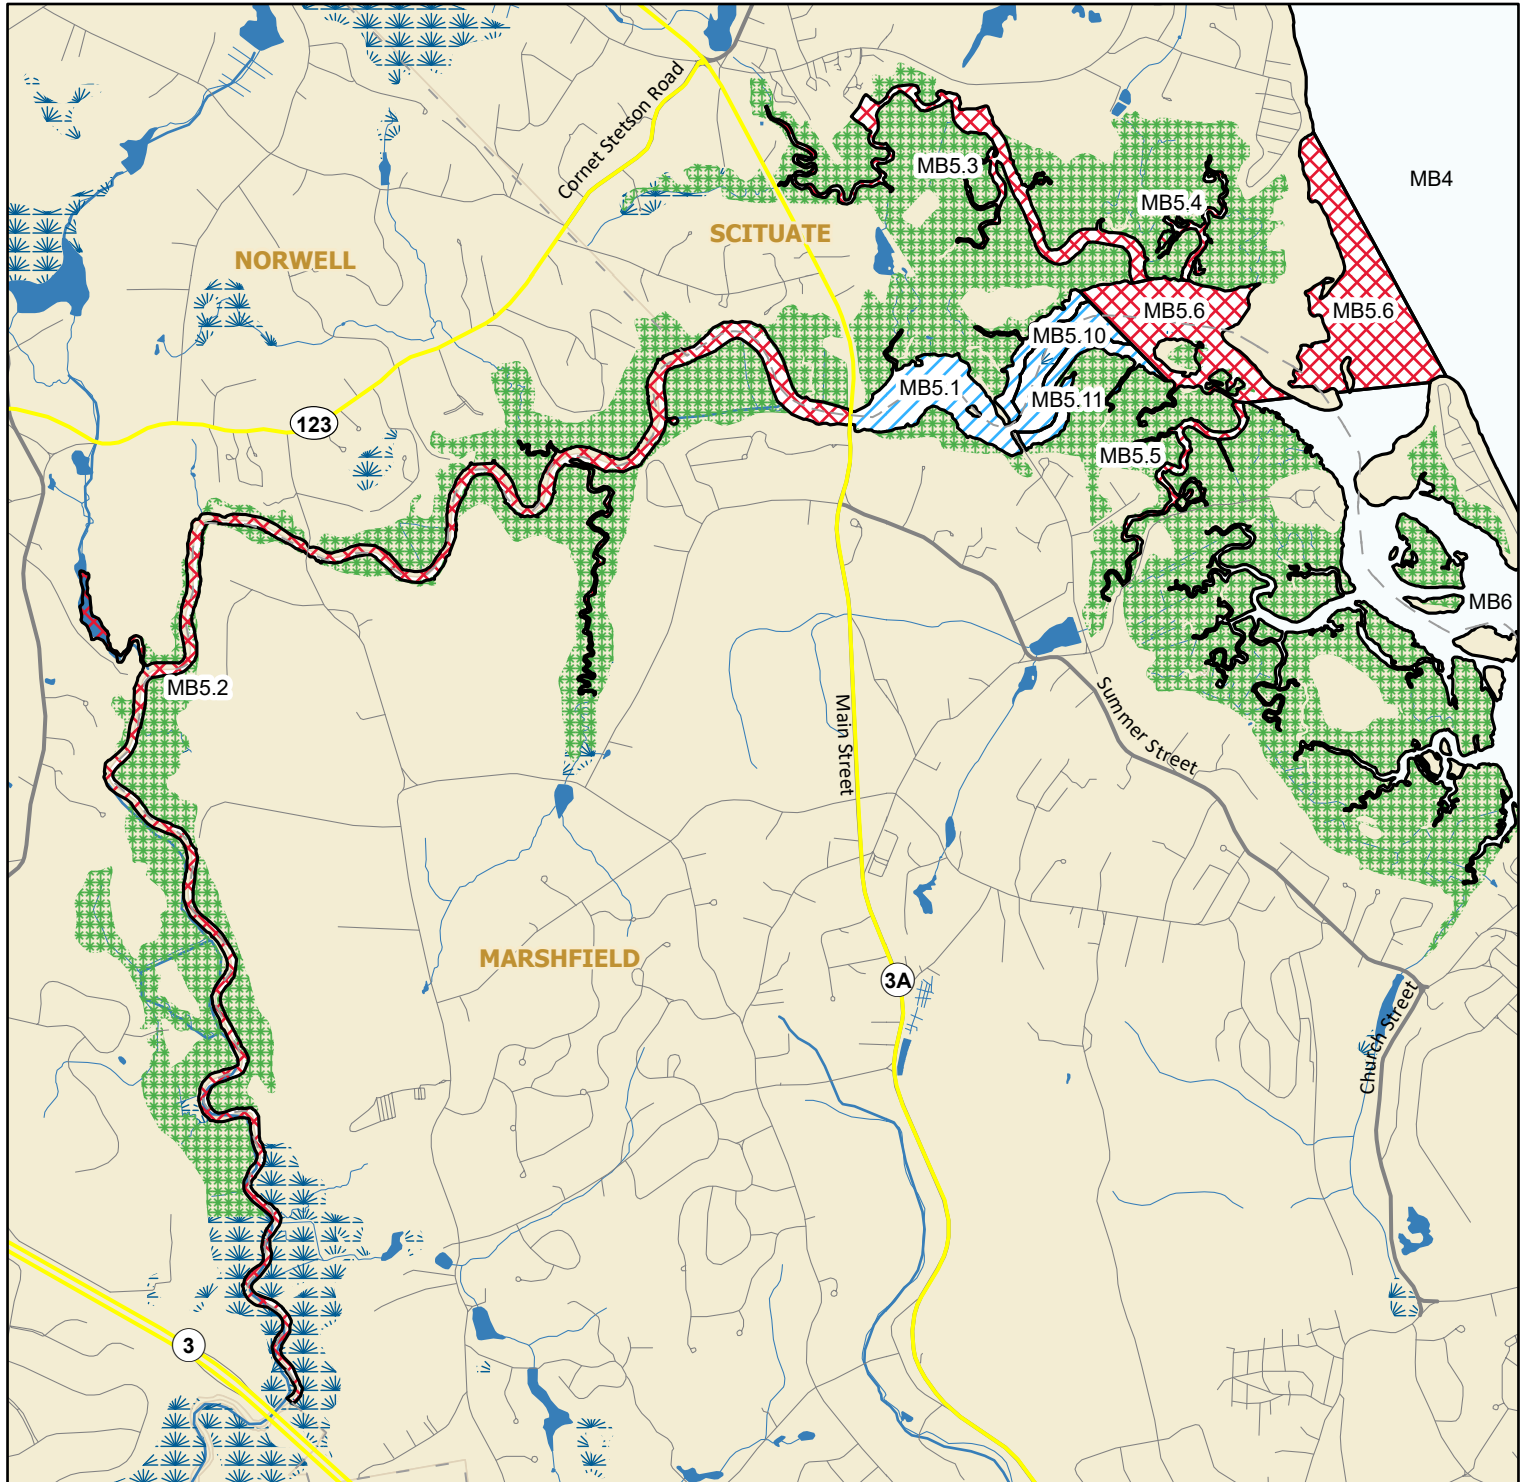 Cornet Stetson Road
MB5.3
MB4
MB5.4
SCITUATE
NORWELL
MB5.6
MB5.6
MB5.10
MB5.1
MB5.11
123
MB5.5
MB6
MB5.2
Summer Street
Main Street
MARSHFIELD
3A
Church Street
3